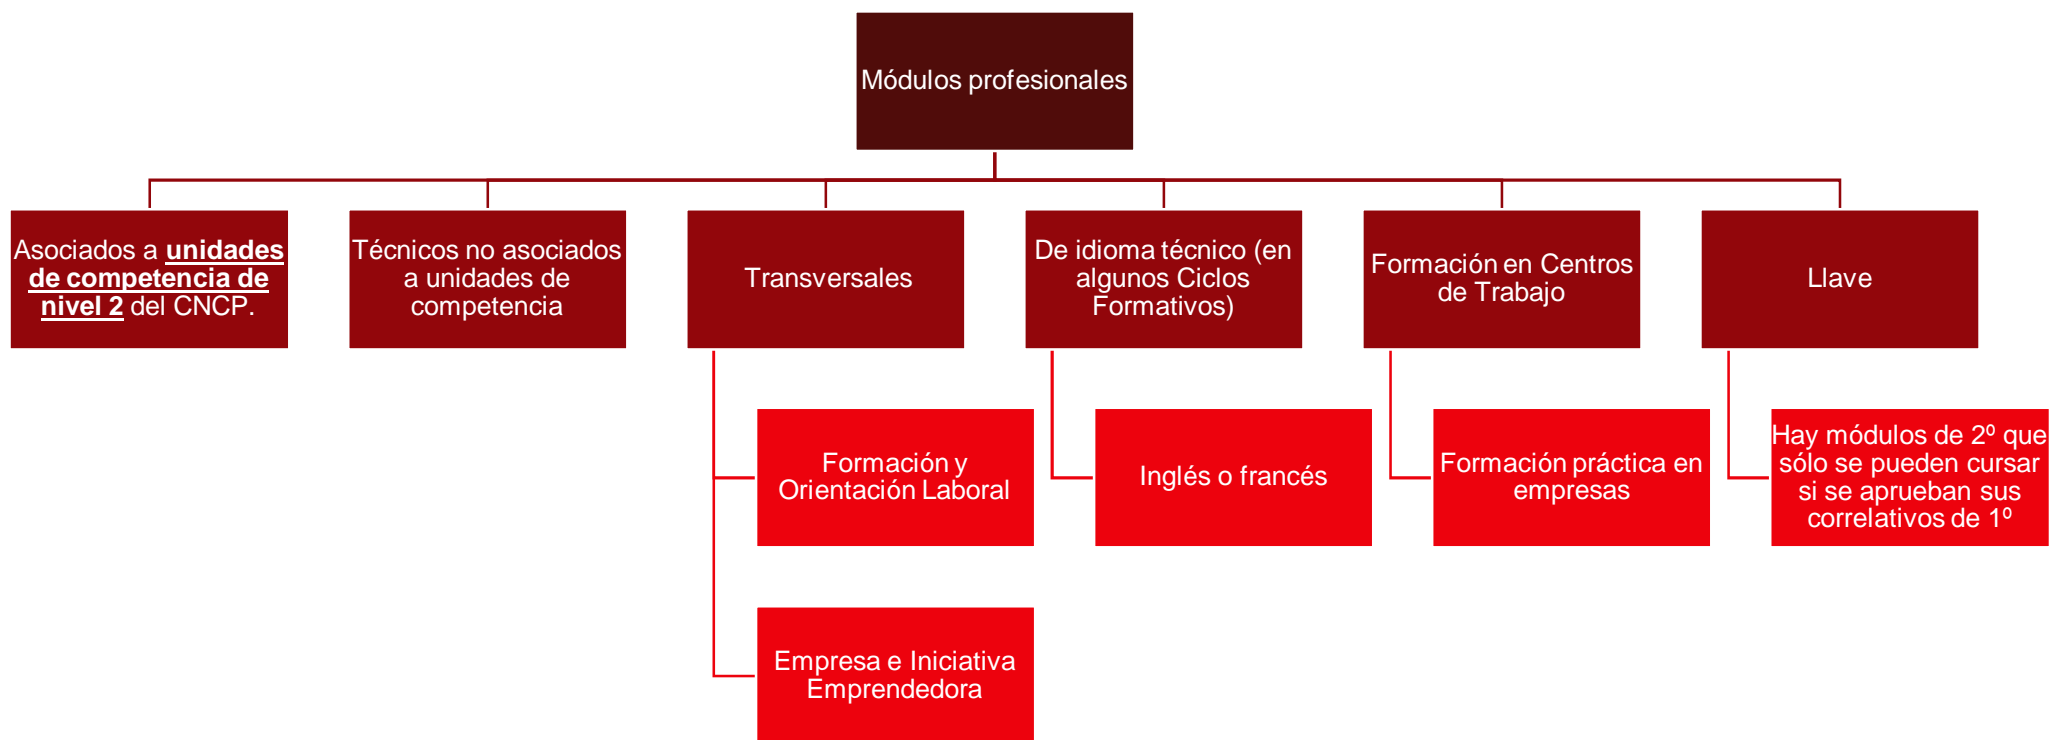 Módulos profesionales
Asociados a unidades
de competencia de
nivel 2 del CNCP.
Técnicos no asociados
a unidades de
competencia
Transversales
De idioma técnico (en
algunos Ciclos
Formativos)
Formación en Centros
de Trabajo
Llave
Formación y
Orientación Laboral
Inglés o francés
Formación práctica en
empresas
Hay módulos de 2º que
sólo se pueden cursar
si se aprueban sus
correlativos de 1º
Empresa e Iniciativa
Emprendedora